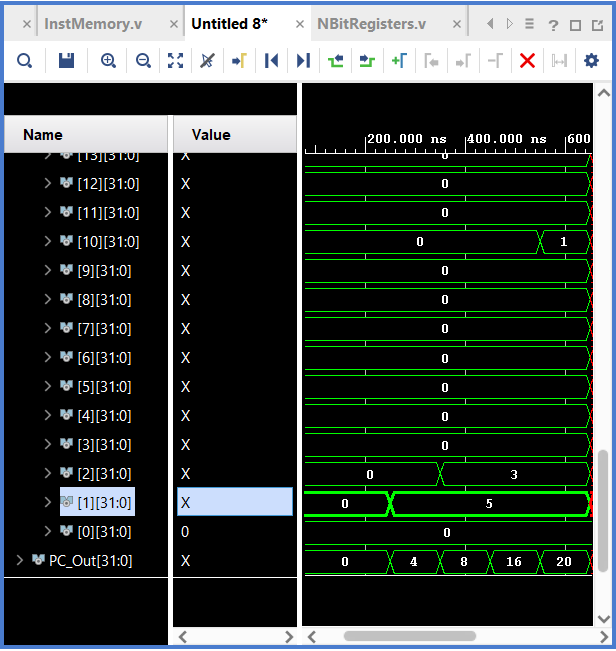 InstMemory.v Untitled 8* NBitRegisters.v
Name Value 200.000 ns 400.000 ns 600
[13][31:0] X 0
[12][31:0] X 0
[11][31:0] X 0
[10][31:0] X 0 1
[9][31:0] X 0
[8][31:0] X 0
[7][31:0] X 0
[6][31:0] X 0
[5][31:0] X 0
[4][31:0] X 0
[3][31:0] X 0
[2][31:0] X 0 3
[1][31:0] X 0 5
[0][31:0] 0 0
PC_Out[31:0] X 0 4 8 16 20